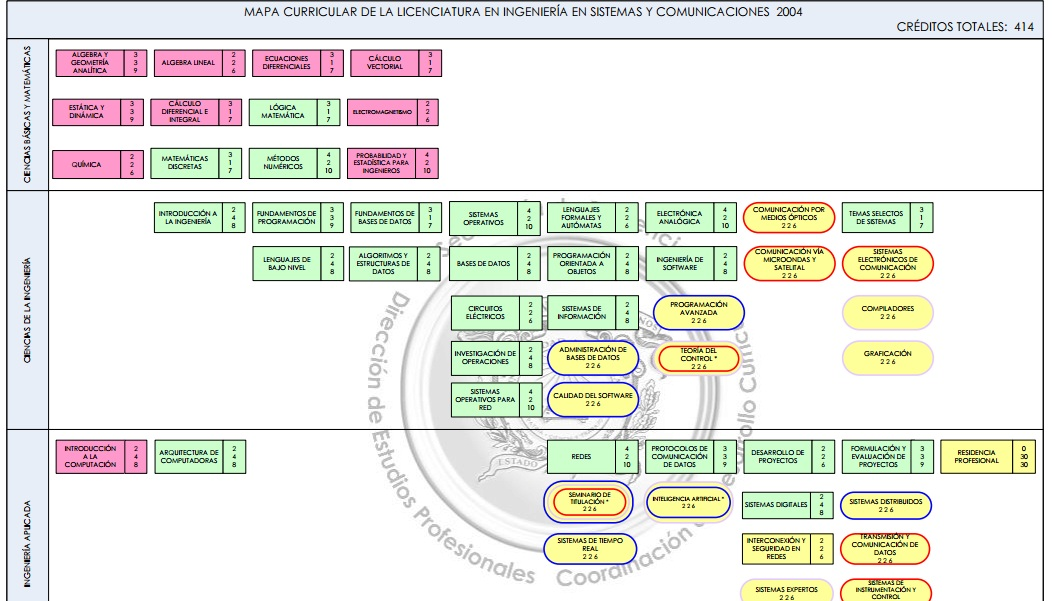 MAPA CURRICULAR DE LA LICENCIATURA EN INGENIERÍA EN SISTEMAS Y COMUNICACIONES 2004
CRÉDITOS TOTALES: 414
CIENCIAS BÁSICAS Y MATEMÁTICAS
ALGEBRA Y
GEOMETRÍA
ANALÍTICA
3
3
9
ALGEBRA LINEAL
2
2
6
ECUACIONES
DIFERENCIALES
3
1
7
CÁLCULO
VECTORIAL
3
1
7
ESTÁTICA Y
DINÁMICA
3
3
9
CÁLCULO
DIFERENCIAL E
INTEGRAL
3
1
7
LÓGICA
MATEMÁTICA
3
1
7
ELECTROMAGNETISMO
2
2
6
QUÍMICA
2
2
6
MATEMÁTICAS
DISCRETAS
3
1
7
MÉTODOS
NUMÉRICOS
4
2
10
PROBABILIDAD Y
ESTADÍSTICA PARA
INGENIEROS
4
2
10
CIENCIAS DE LA INGENIERÍA
INTRODUCCIÓN A
LA INGENIERÍA
2
4
8
FUNDAMENTOS DE
PROGRAMACIÓN
3
3
9
FUNDAMENTOS DE
BASES DE DATOS
3
1
7
SISTEMAS
OPERATIVOS
4
2
10
LENGUAJES
FORMALES Y
AUTÓMATAS
2
2
6
ELECTRÓNICA
ANALÓGICA
4
2
10
COMUNICACIÓN POR
MEDIOS ÓPTICOS
2 2 6
TEMAS SELECTOS
DE SISTEMAS
3
1
7
LENGUAJES DE
BAJO NIVEL
2
4
8
ALGORITMOS Y
ESTRUCTURAS DE
DATOS
2
4
8
BASES DE DATOS
2
4
8
PROGRAMACIÓN
ORIENTADA A
OBJETOS
2
4
8
INGENIERÍA DE
SOFTWARE
2
4
8
COMUNICACIÓN VÍA
MICROONDAS Y
SATELITAL
2 2 6
SISTEMAS
ELECTRÓNICOS DE
COMUNICACIÓN
2 2 6
CIRCUITOS
ELÉCTRICOS
2
2
6
SISTEMAS DE
INFORMACIÓN
2
4
8
PROGRAMACIÓN
AVANZADA
2 2 6
COMPILADORES
2 2 6
INVESTIGACIÓN DE
OPERACIONES
2
4
8
ADMINISTRACIÓN DE
BASES DE DATOS
2 2 6
TEORÍA DEL
CONTROL *
2 2 6
GRAFICACIÓN
2 2 6
SISTEMAS
OPERATIVOS PARA
RED
4
2
10
CALIDAD DEL SOFTWARE
2 2 6
INGENIERÍA APLICADA
INTRODUCCIÓN
A LA
COMPUTACIÓN
2
4
8
ARQUITECTURA DE
COMPUTADORAS
2
4
8
REDES
4
2
10
PROTOCOLOS DE
COMUNICACIÓN
DE DATOS
3
3
9
DESARROLLO DE
PROYECTOS
2
2
6
FORMULACIÓN Y
EVALUACIÓN DE
PROYECTOS
3
3
9
RESIDENCIA
PROFESIONAL
0
30
30
SEMINARIO DE
TITULACIÓN *
2 2 6
INTELIGENCIA ARTIFICIAL *
2 2 6
SISTEMAS DIGITALES
2
4
8
SISTEMAS DISTRIBUIDOS
2 2 6
SISTEMAS DE TIEMPO
REAL
2 2 6
INTERCONEXIÓN Y
SEGURIDAD EN
REDES
2
2
6
TRANSMISIÓN Y
COMUNICACIÓN DE
DATOS
2 2 6
SISTEMAS EXPERTOS
2 2 6
SISTEMAS DE
INSTRUMENTACIÓN Y
CONTROL
Dirección de Estudios Profesionales
Coordinación
ESTADO